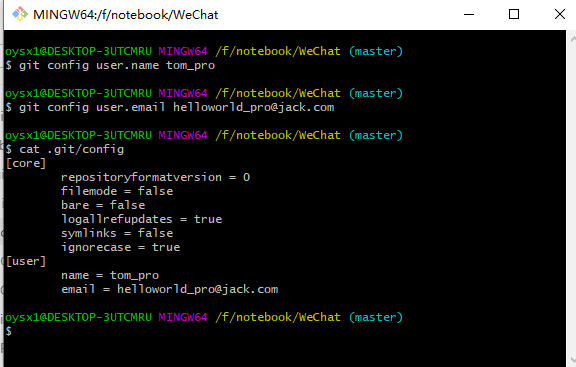 MINGW64:/f/notebook/WeChat
oysx1@DESKTOP-3UTCMRU MINGW64 /f/notebook/WeChat (master)
$ git config user.name tom_pro
oysx1@DESKTOP-3UTCMRU MINGW64 /f/notebook/WeChat (master)
$ git config user.email helloworld_pro@jack.com
oysx1@DESKTOP-3UTCMRU MINGW64 /f/notebook/WeChat (master)
$ cat .git/config
[core]
repositoryformatversion = 0
filemode = false
bare = false
logallrefupdates = true
symlinks = false
ignorecase = true
[user]
name = tom_pro
email = helloworld_pro@jack.com
oysx1@DESKTOP-3UTCMRU MINGW64 /f/notebook/WeChat (master)
$